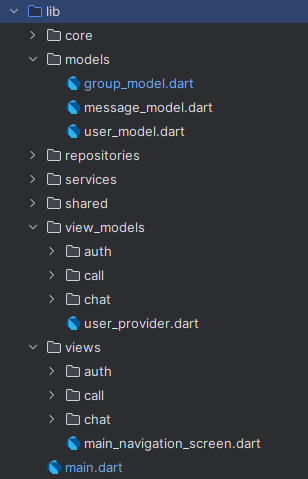 lib
core
models
group_model.dart
message_model.dart
user_model.dart
repositories
services
shared
view_models
auth
call
chat
user_provider.dart
views
auth
call
chat
main_navigation_screen.dart
main.dart